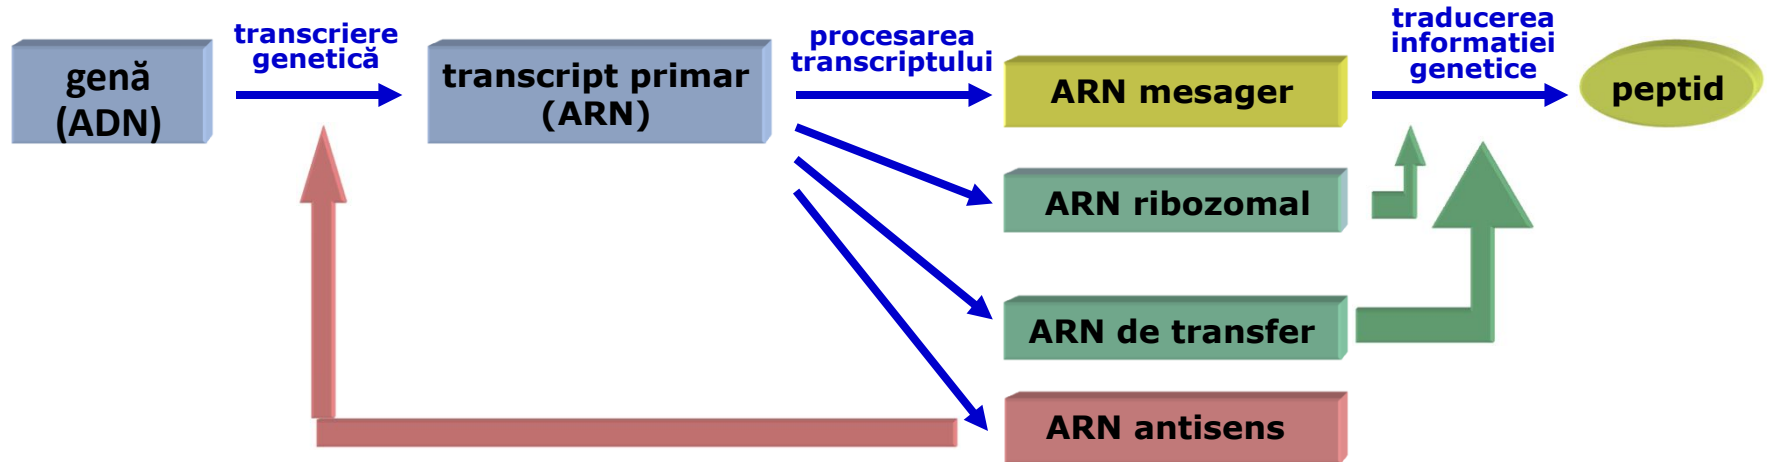 genă
(ADN)
transcriere
genetică
transcript primar
(ARN)
procesarea
transcriptului
ARN mesager
traducerea
informatiei
genetice
peptid
ARN ribozomal
ARN de transfer
ARN antisens